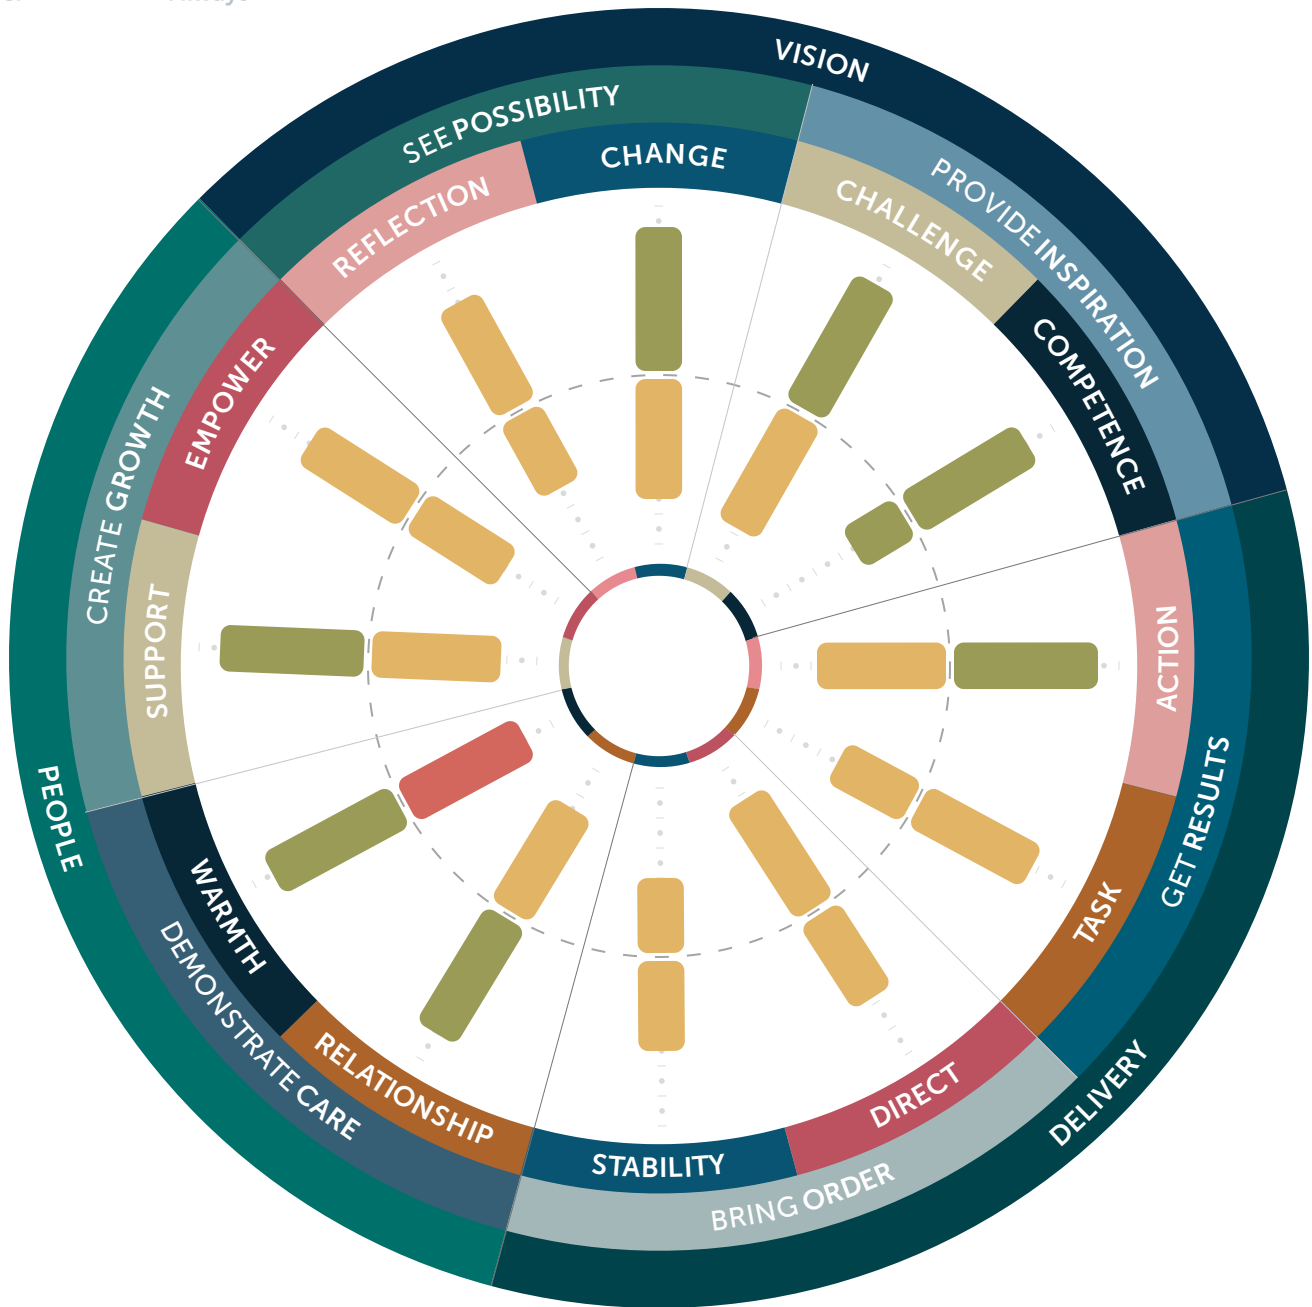 VISION
SEE POSSIBILITY
PROVIDE INSPIRATION
REFLECTION
CHANGE
CHALLENGE
COMPETENCE
ACTION
TASK
GET RESULTS
DELIVERY
DIRECT
STABILITY
BRING ORDER
RELATIONSHIP
WARMTH
DEMONSTRATE CARE
PEOPLE
SUPPORT
EMPOWER
CREATE GROWTH